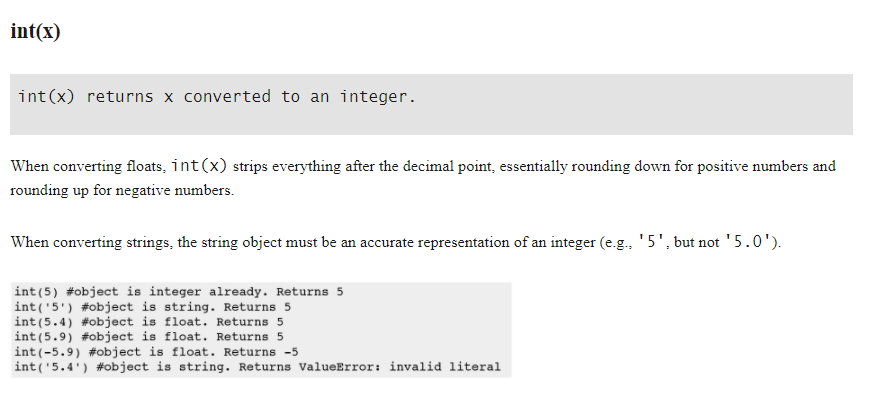 int(x)
int(x) returns x converted to an integer.
When converting floats, int(x) strips everything after the decimal point, essentially rounding down for positive numbers and
rounding up for negative numbers.
When converting strings, the string object must be an accurate representation of an integer (e.g., '5', but not '5.0').
int(5) #object is integer already. Returns 5
int('5') #object is string. Returns 5
int(5.4) #object is float. Returns 5
int(5.9) #object is float. Returns 5
int(-5.9) #object is float. Returns -5
int('5.4') #object is string. Returns ValueError: invalid literal